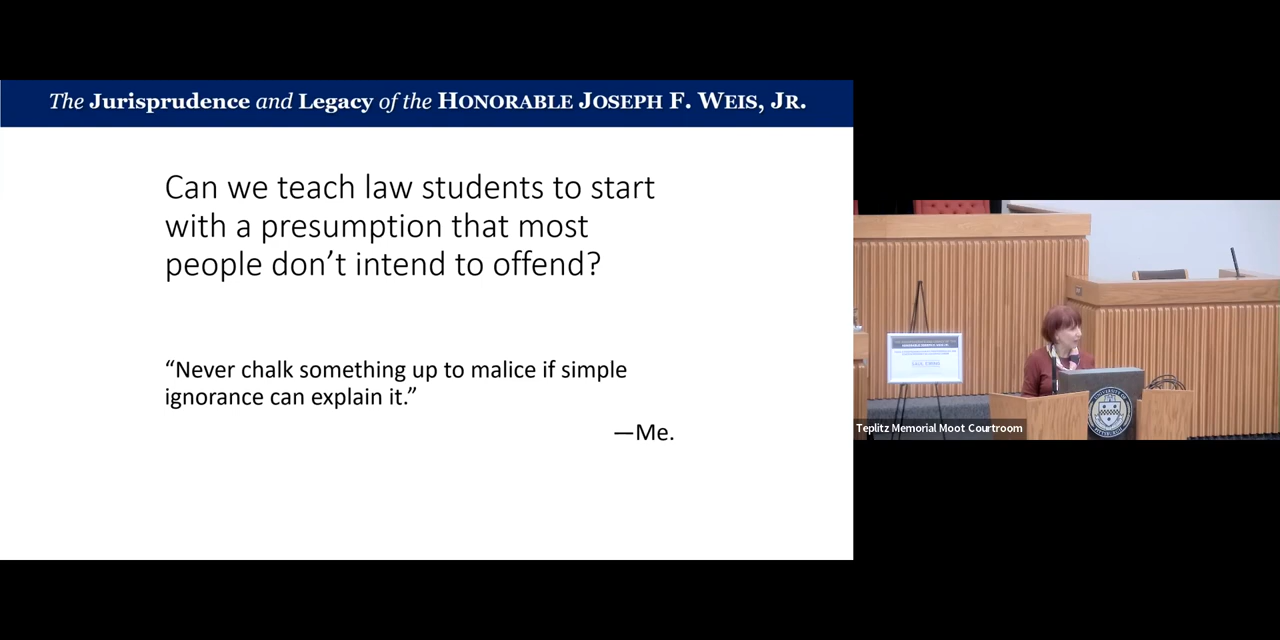 The Jurisprudence and Legacy of the HONORABLE JOSEPH F. WEIS, JR.
Can we teach law students to start
with a presumption that most
people don’t intend to offend?
“Never chalk something up to malice if simple
ignorance can explain it.”
—Me.
Teplitz Memorial Moot Courtroom